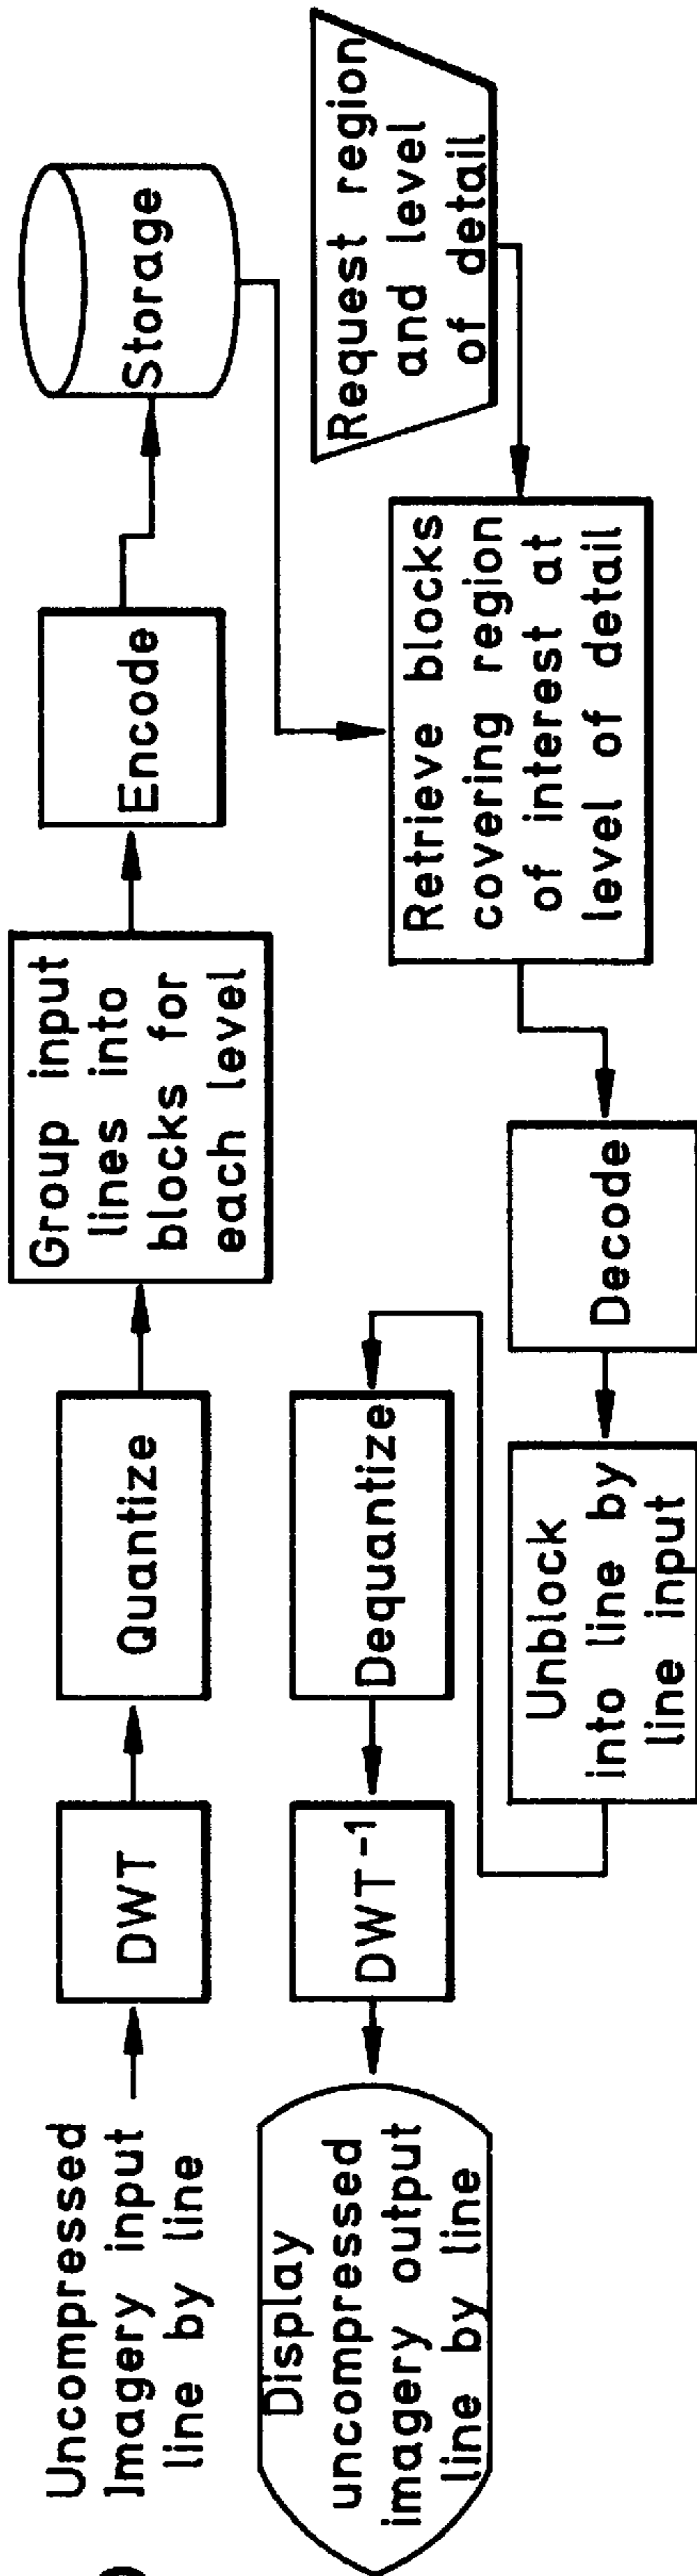 Uncompressed
Imagery input
line by line
DWT
Quantize
Group input
lines into
blocks for
each level
Encode
Storage
Request region
and level
of detail
Retrieve blocks
covering region
of interest at
level of detail
Decode
Unblock
into line by
line input
Dequantize
DWT⁻¹
Display
uncompressed
imagery output
line by line